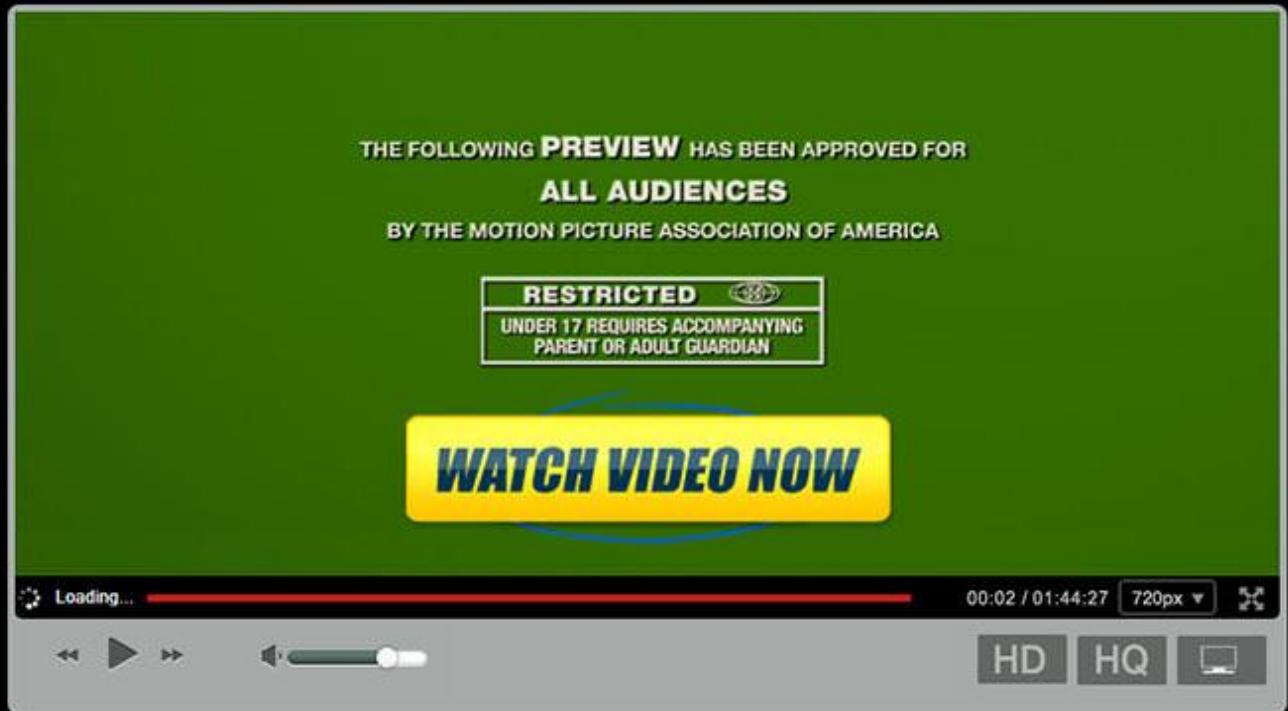 THE FOLLOWING PREVIEW HAS BEEN APPROVED FOR
ALL AUDIENCES
BY THE MOTION PICTURE ASSOCIATION OF AMERICA
RESTRICTED
UNDER 17 REQUIRES ACCOMPANYING
PARENT OR ADULT GUARDIAN
WATCH VIDEO NOW
Loading... 00:02 / 01:44:27 720px
HD HQ